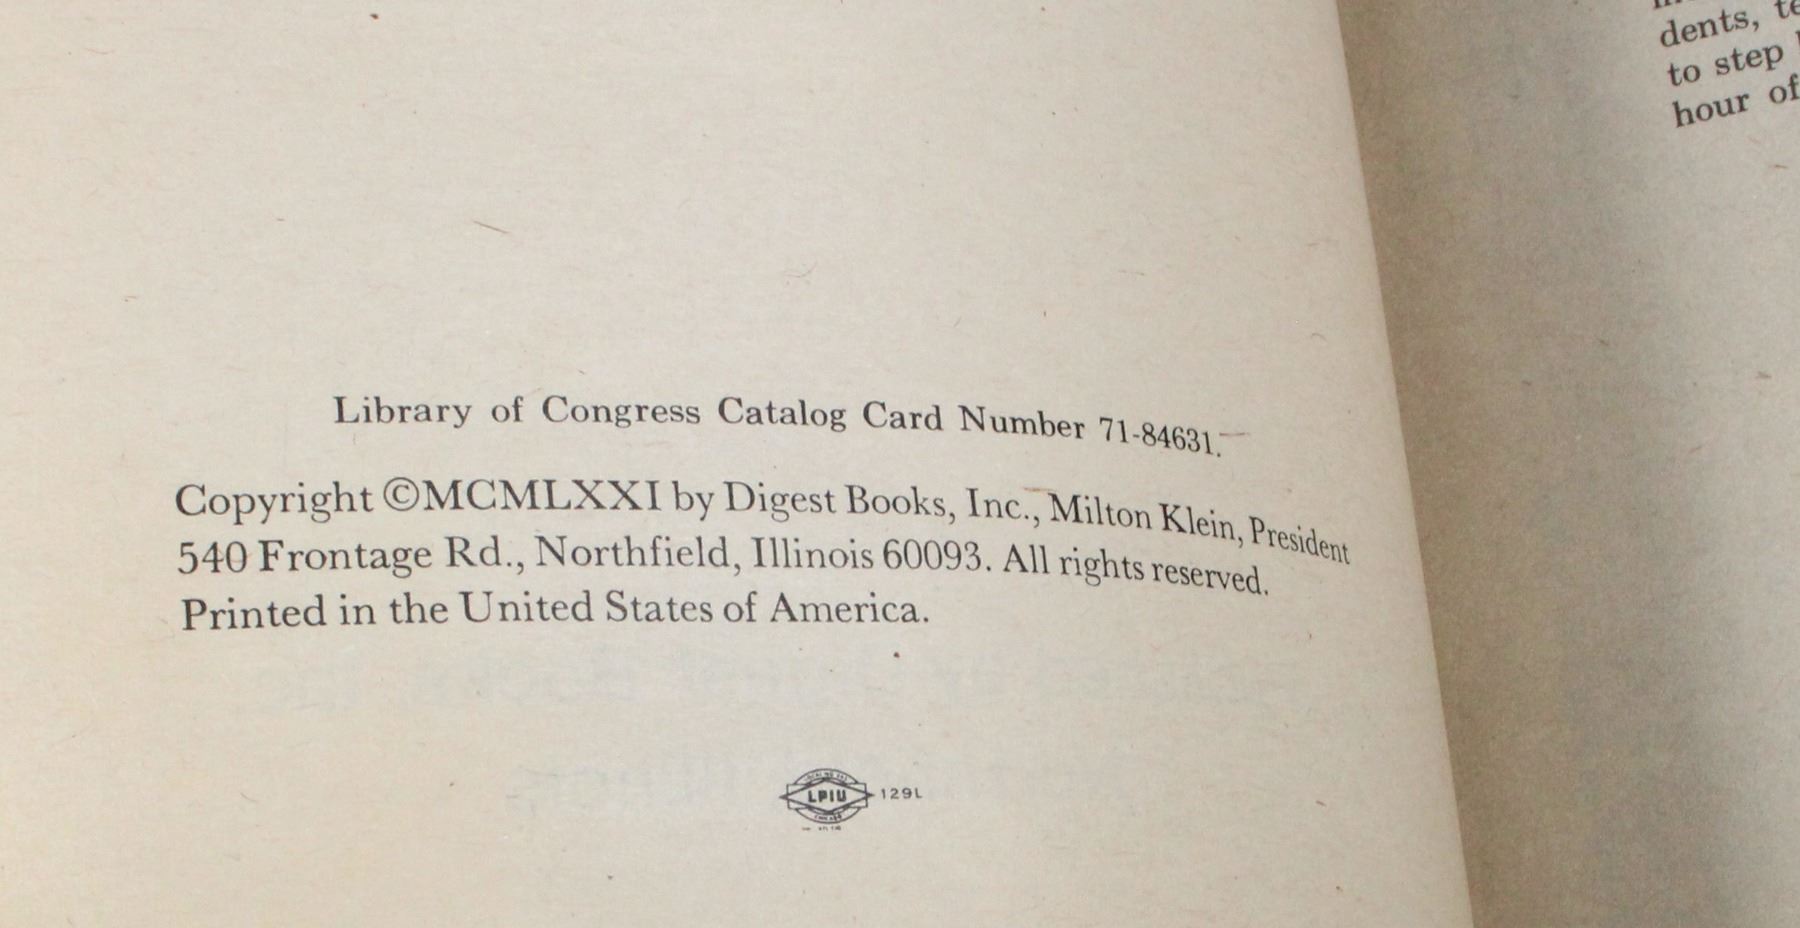 Library of Congress Catalog Card Number 71-84631.
Copyright ©MCMLXXI by Digest Books, Inc., Milton Klein, President
540 Frontage Rd., Northfield, Illinois 60093. All rights reserved.
Printed in the United States of America.
LPIU 129L
dents,
to step
hour of